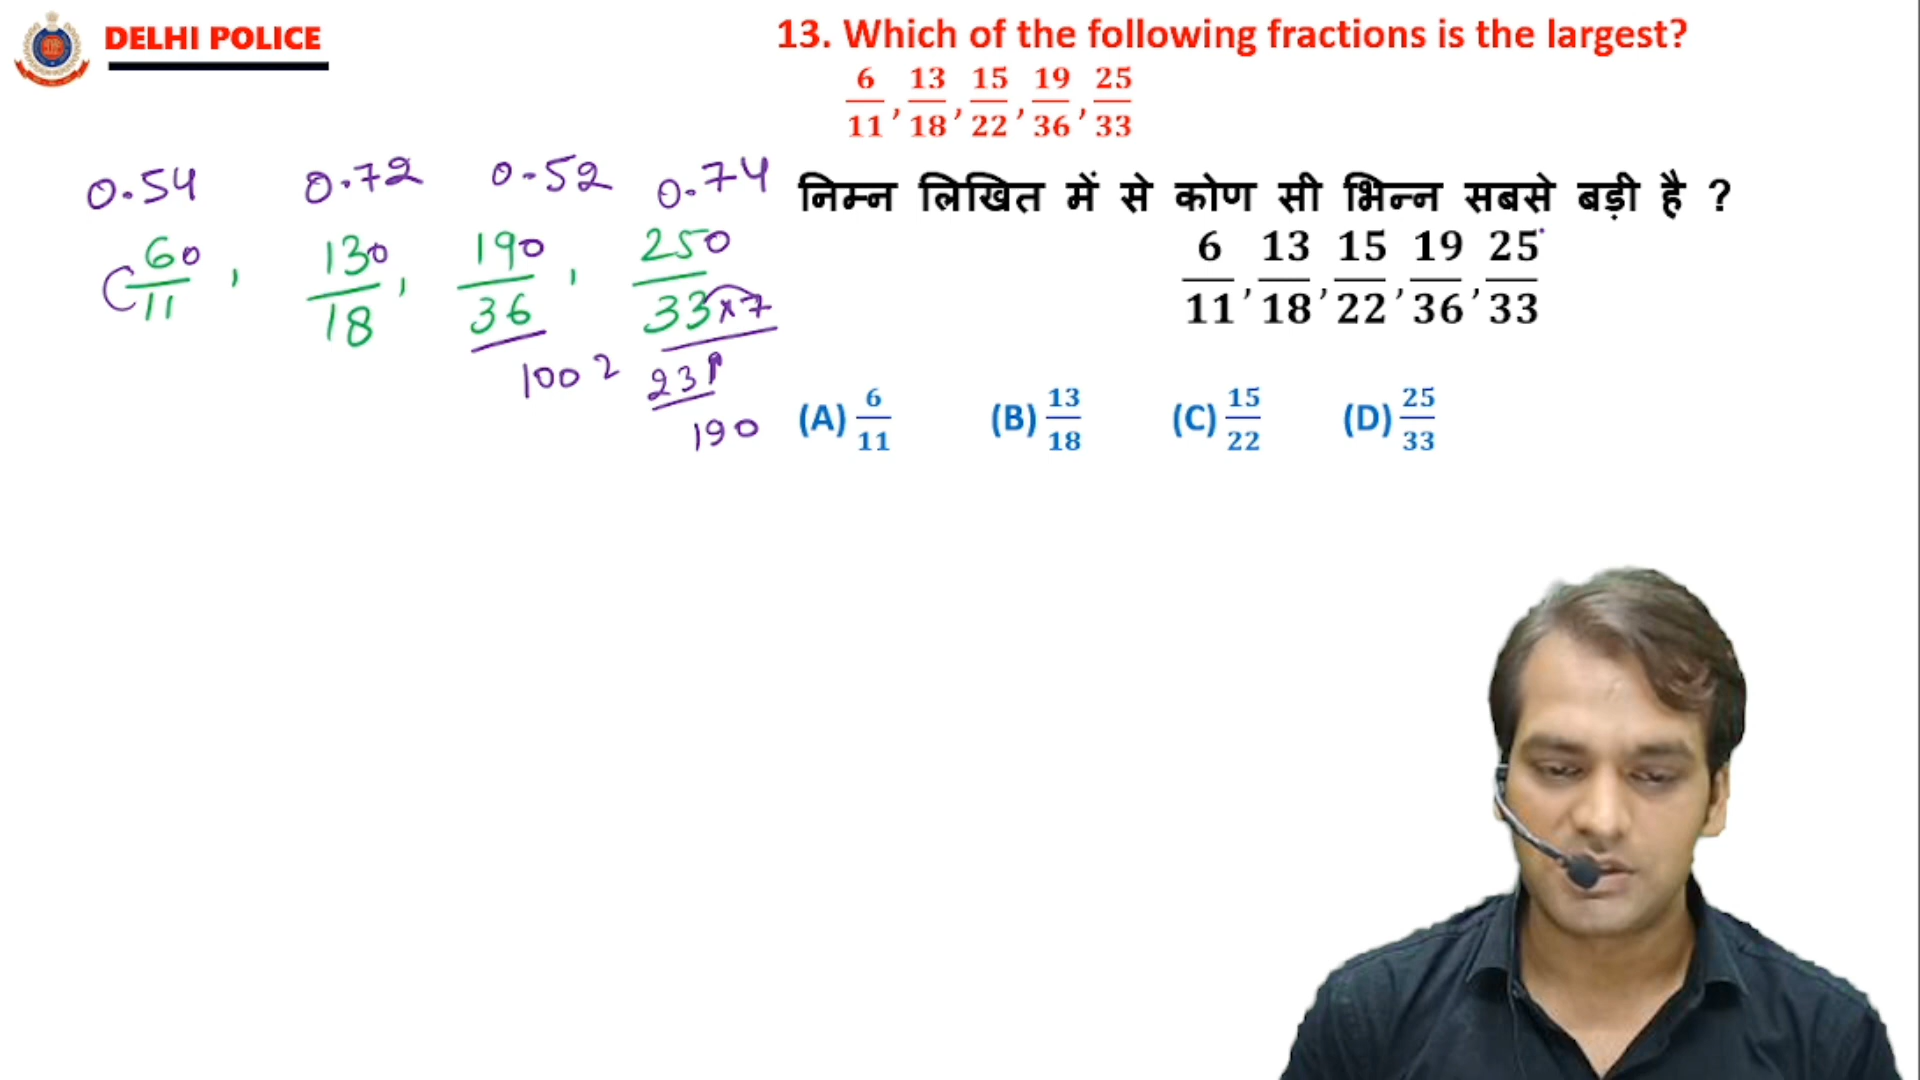 DELHI POLICE
13. Which of the following fractions is the largest?
6/11, 13/18, 15/22, 19/36, 25/33
0.54 0.72 0.52 0.74
निम्न लिखित में से कोण सी भिन्न सबसे बड़ी है ?
60/11, 130/18, 190/36, 250/33×7
6/11, 13/18, 15/22, 19/36, 25/33
100 2 231
190
(A) 6/11 (B) 13/18 (C) 15/22 (D) 25/33